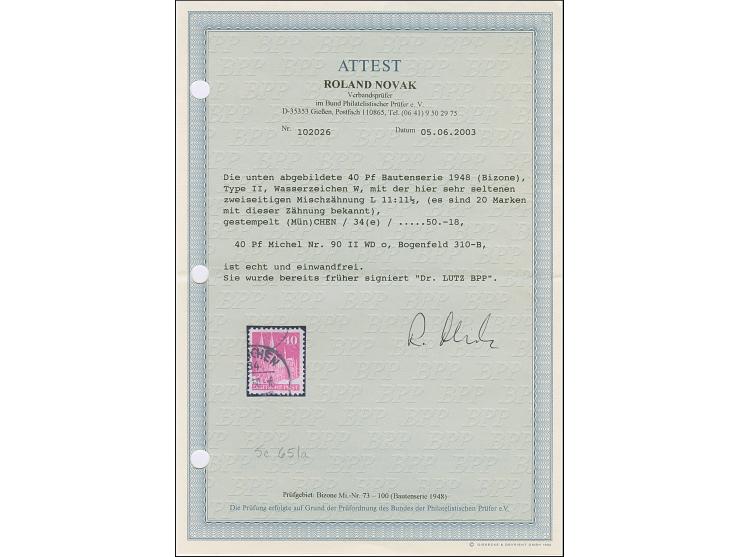 ATTEST
ROLAND NOVAK
Verbandsprüfer
im Bund Philatelistischer Prüfer e. V.
D-35353 Gießen, Postfach 110865, Tel. (06 41) 9 50 29 75
Nr. 102026 Datum 05.06.2003
Die unten abgebildete 40 Pf Bautenserie 1948 (Bizone),
Type II, Wasserzeichen W, mit der hier sehr seltenen
zweiseitigen Mischzähnung L 11:11½, (es sind 20 Marken
mit dieser Zähnung bekannt),
gestempelt (Mün)CHEN / 34(e) / .....50.-18,
40 Pf Michel Nr. 90 II WD o, Bogenfeld 310-B,
ist echt und einwandfrei.
Sie wurde bereits früher signiert "Dr. LUTZ BPP".
40
CHEN
Sc 651a
Prüfgebiet: Bizone Mi.-Nr. 73 – 100 (Bautenserie 1948)
Die Prüfung erfolgte auf Grund der Prüfordnung des Bundes der Philatelistischen Prüfer e.V.